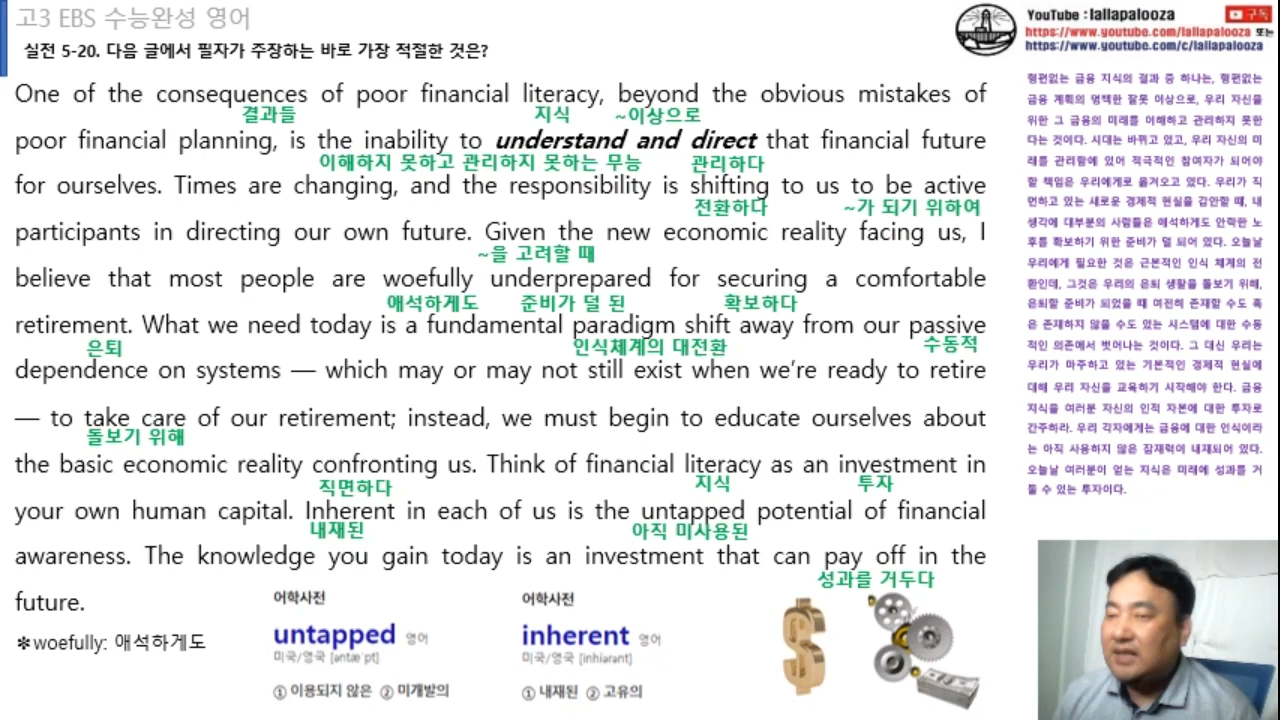 고3 EBS 수능완성 영어
실전 5-20. 다음 글에서 필자가 주장하는 바로 가장 적절한 것은?
YouTube : lallapalooza
구독
https://www.youtube.com/lallapalooza 또는
https://www.youtube.com/c/lallapalooza
One of the consequences of poor financial literacy, beyond the obvious mistakes of
결과들 지식 ~이상으로
poor financial planning, is the inability to understand and direct that financial future
이해하지 못하고 관리하지 못하는 무능 관리하다
for ourselves. Times are changing, and the responsibility is shifting to us to be active
전환하다 ~가 되기 위하여
participants in directing our own future. Given the new economic reality facing us, I
~을 고려할 때
believe that most people are woefully underprepared for securing a comfortable
애석하게도 준비가 덜 된 확보하다
retirement. What we need today is a fundamental paradigm shift away from our passive
은퇴 인식체계의 대전환 수동적
dependence on systems — which may or may not still exist when we're ready to retire
— to take care of our retirement; instead, we must begin to educate ourselves about
돌보기 위해
the basic economic reality confronting us. Think of financial literacy as an investment in
직면하다 지식 투자
your own human capital. Inherent in each of us is the untapped potential of financial
내재된 아직 미사용된
awareness. The knowledge you gain today is an investment that can pay off in the
성과를 거두다
future.
✻woefully: 애석하게도
어학사전
untapped 영어
미국/영국 [əntæˈpt]
① 이용되지 않은 ② 미개발의
어학사전
inherent 영어
미국/영국 [inhíərənt]
① 내재된 ② 고유의
형편없는 금융 지식의 결과 중 하나는, 형편없는
금융 계획의 명백한 잘못 이상으로, 우리 자신을
위한 그 금융의 미래를 이해하고 관리하지 못한
다는 것이다. 시대는 바뀌고 있고, 우리 자신의 미
래를 관리함에 있어 적극적인 참여자가 되어야
할 책임은 우리에게로 옮겨오고 있다. 우리가 직
면하고 있는 새로운 경제적 현실을 감안할 때, 내
생각에 대부분의 사람들은 애석하게도 안락한 노
후를 확보하기 위한 준비가 덜 되어 있다. 오늘날
우리에게 필요한 것은 근본적인 인식 체계의 전
환인데, 그것은 우리의 은퇴 생활을 돌보기 위해,
은퇴할 준비가 되었을 때 여전히 존재할 수도 혹
은 존재하지 않을 수도 있는 시스템에 대한 수동
적인 의존에서 벗어나는 것이다. 그 대신 우리는
우리가 마주하고 있는 기본적인 경제적 현실에
대해 우리 자신을 교육하기 시작해야 한다. 금융
지식을 여러분 자신의 인적 자본에 대한 투자로
간주하라. 우리 각자에게는 금융에 대한 인식이라
는 아직 사용하지 않은 잠재력이 내재되어 있다.
오늘날 여러분이 얻는 지식은 미래에 성과를 거
둘 수 있는 투자이다.